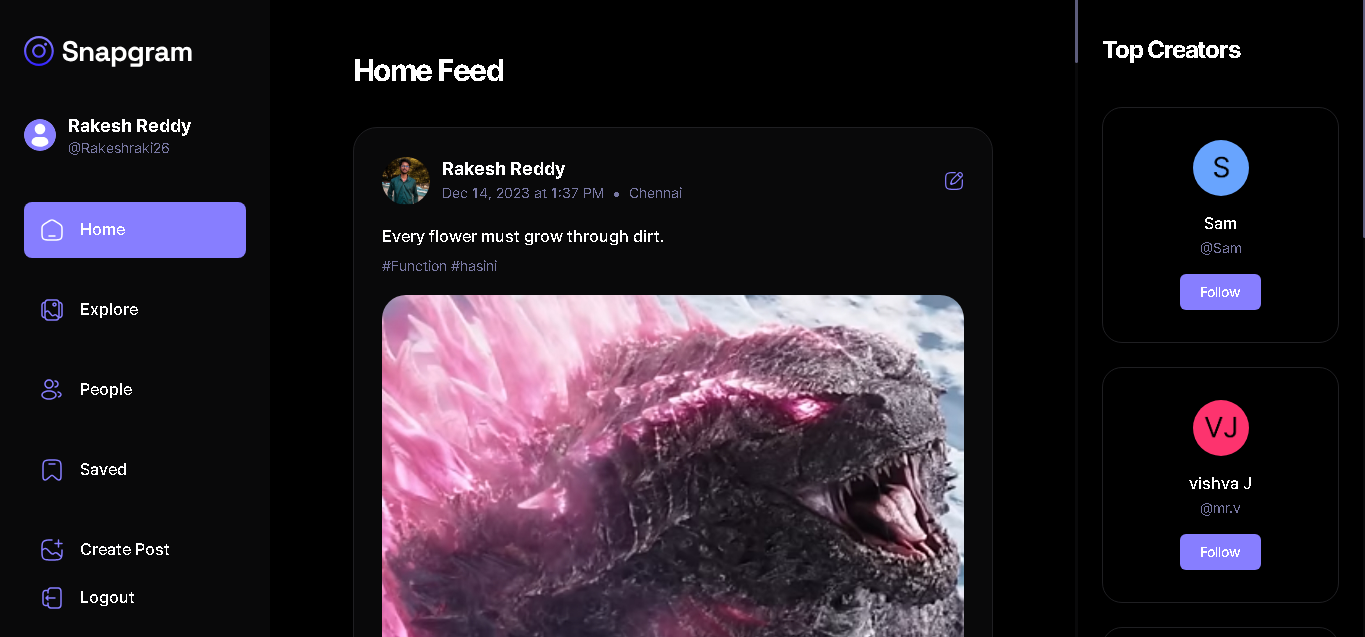 Snapgram
Rakesh Reddy
@Rakeshraki26
Home
Explore
People
Saved
Create Post
Logout
Home Feed
Rakesh Reddy
Dec 14, 2023 at 1:37 PM • Chennai
Every flower must grow through dirt.
#Function #hasini
Top Creators
S
Sam
@Sam
Follow
VJ
vishva J
@mr.v
Follow